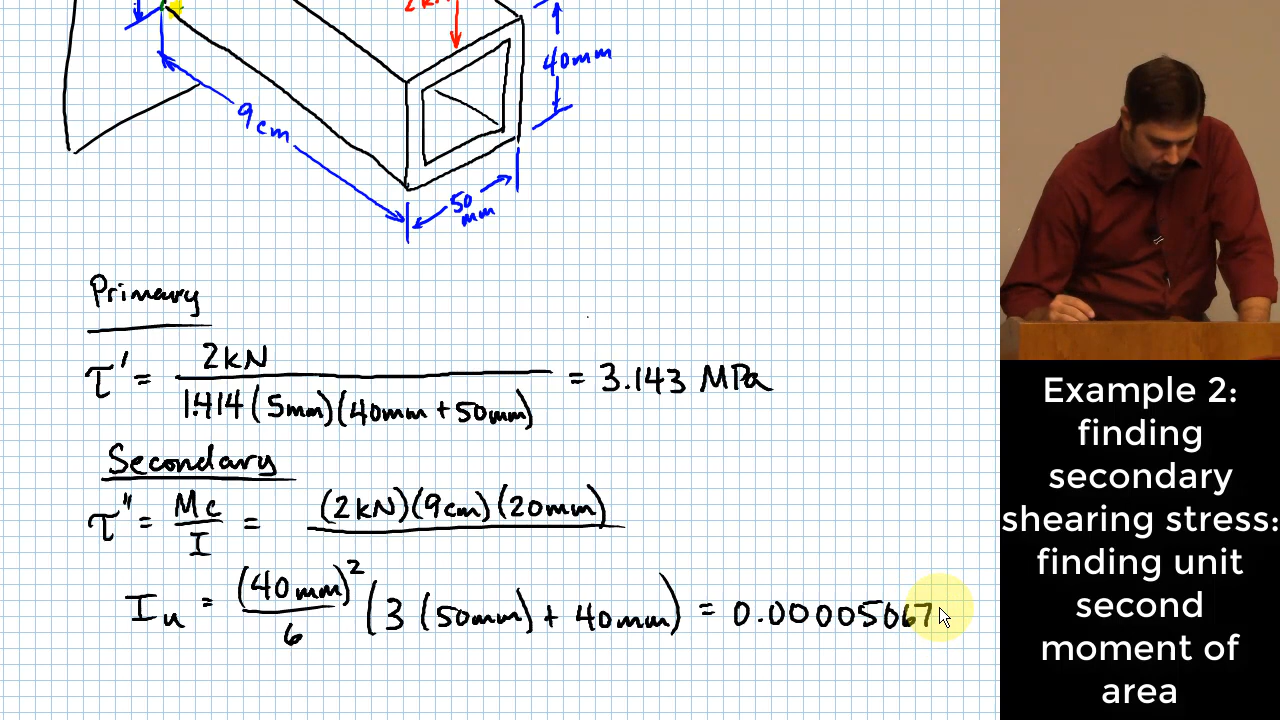 2kN
40mm
9cm
50
mm
Primary
τ' = 2kN / 1.414(5mm)(40mm + 50mm) = 3.143 MPa
Secondary
τ" = Mc / I = (2kN)(9cm)(20mm)
Iu = (40mm)² / 6 (3(50mm) + 40mm) = 0.00005067
Example 2:
finding
secondary
shearing stress:
finding unit
second
moment of
area